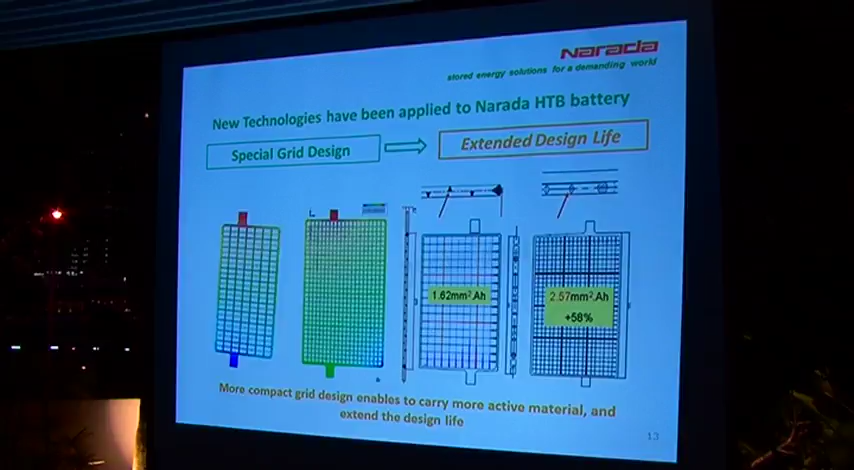 Narada
stored energy solutions for a demanding world
New Technologies have been applied to Narada HTB battery
Special Grid Design
Extended Design Life
1.62mm².Ah
2.57mm².Ah
+58%
More compact grid design enables to carry more active material, and
extend the design life
13